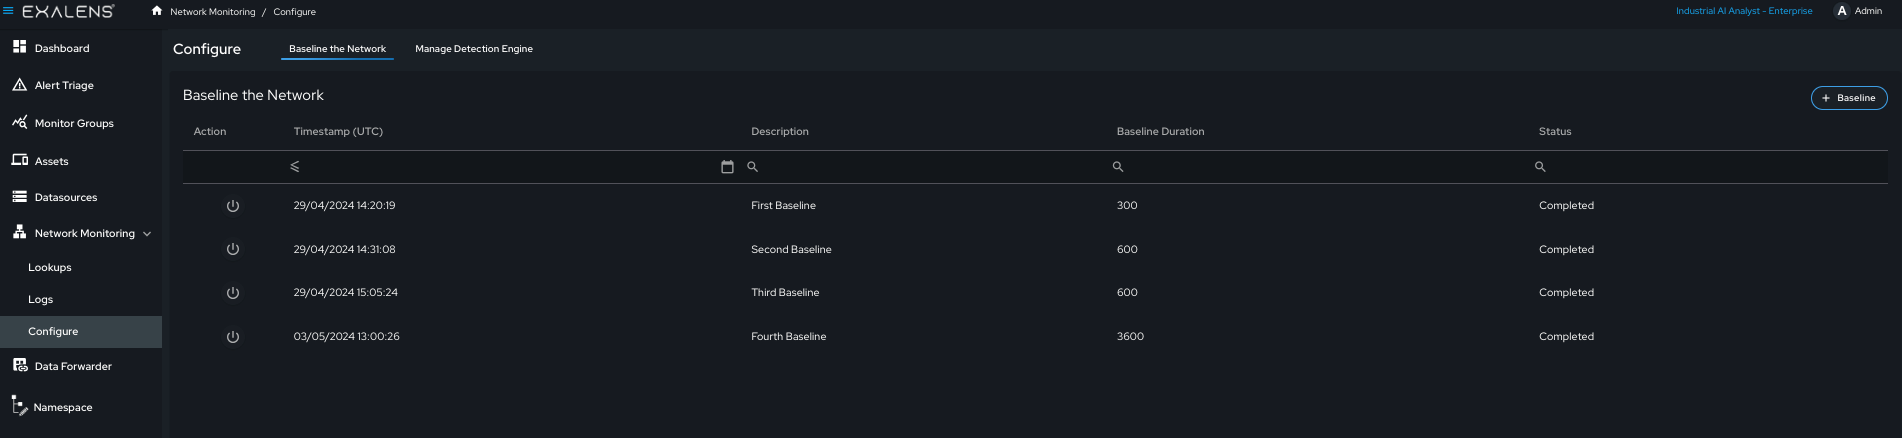 EXALENS Network Monitoring / Configure Industrial AI Analyst - Enterprise A Admin
Dashboard
Alert Triage
Monitor Groups
Assets
Datasources
Network Monitoring
Lookups
Logs
Configure
Data Forwarder
Namespace
Configure Baseline the Network Manage Detection Engine
Baseline the Network
+ Baseline
Action Timestamp (UTC) Description Baseline Duration Status
29/04/2024 14:20:19 First Baseline 300 Completed
29/04/2024 14:31:08 Second Baseline 600 Completed
29/04/2024 15:05:24 Third Baseline 600 Completed
03/05/2024 13:00:26 Fourth Baseline 3600 Completed